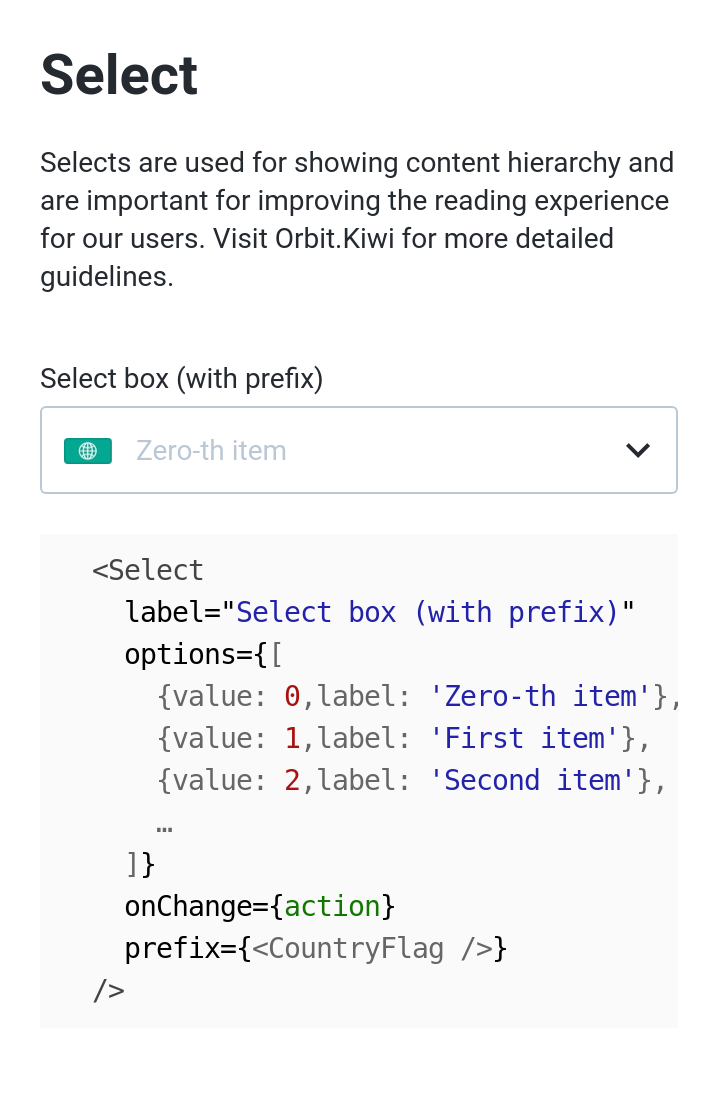 Select
Selects are used for showing content hierarchy and
are important for improving the reading experience
for our users. Visit Orbit.Kiwi for more detailed
guidelines.
Select box (with prefix)
Zero-th item
<Select
  label="Select box (with prefix)"
  options={[
    {value: 0,label: 'Zero-th item'},
    {value: 1,label: 'First item'},
    {value: 2,label: 'Second item'},
    …
  ]}
  onChange={action}
  prefix={<CountryFlag />}
/>